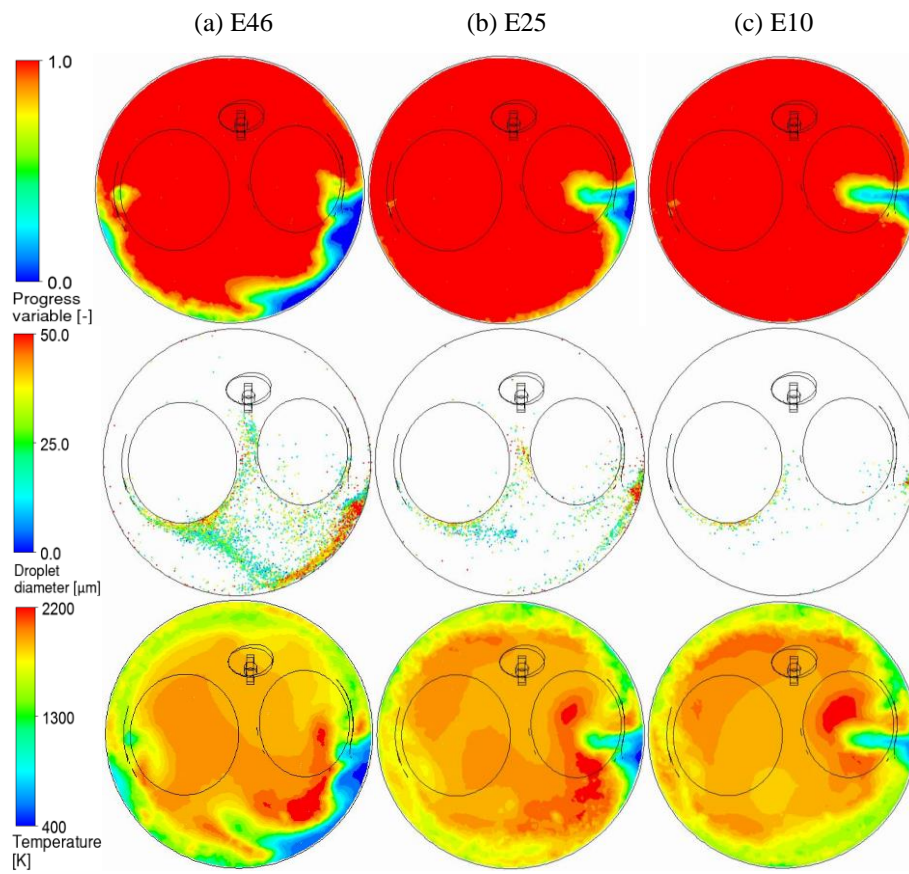 (a) E46 (b) E25 (c) E10
1.0
0.0
Progress
variable [-]
50.0
25.0
0.0
Droplet
diameter [µm]
2200
1300
400
Temperature
[K]